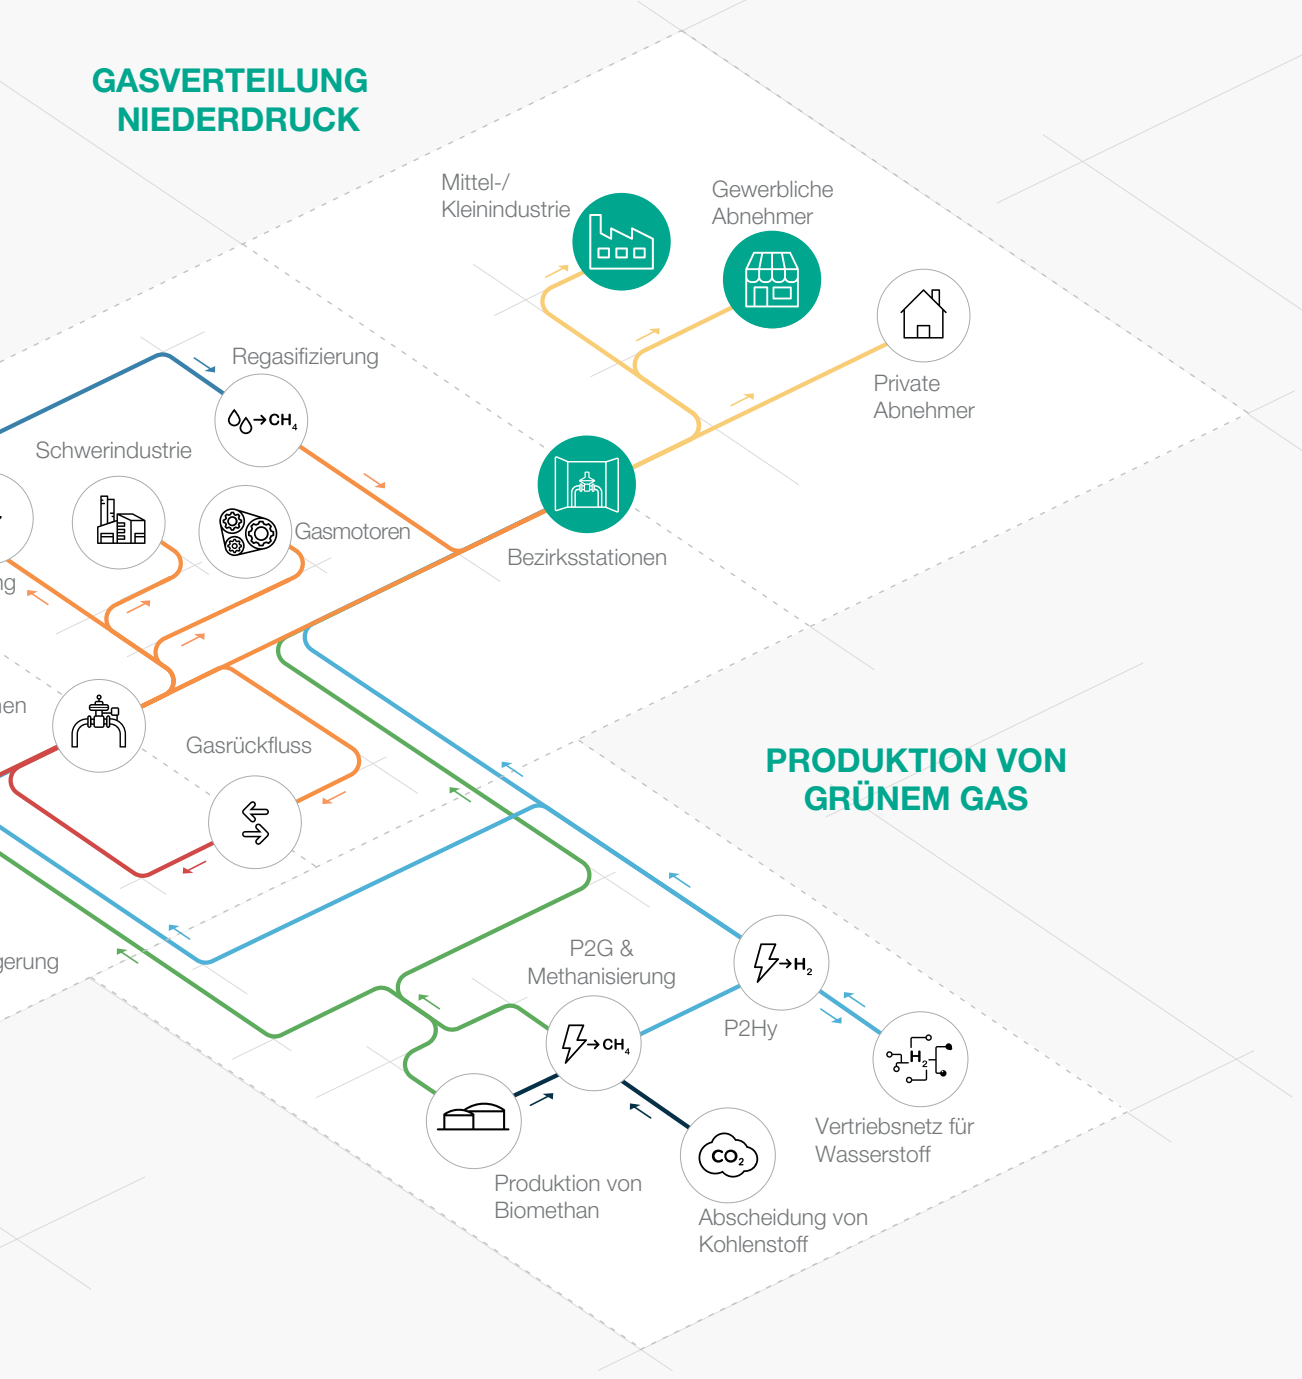 GASVERTEILUNG
NIEDERDRUCK
Mittel-/
Kleinindustrie
Gewerbliche
Abnehmer
Private
Abnehmer
Regasifizierung
→CH4
Schwerindustrie
Gasmotoren
Bezirksstationen
Gasrückfluss
PRODUKTION VON
GRÜNEM GAS
P2G &
Methanisierung
→H2
P2Hy
→CH4
H2
Vertriebsnetz für
Wasserstoff
CO2
Produktion von
Biomethan
Abscheidung von
Kohlenstoff